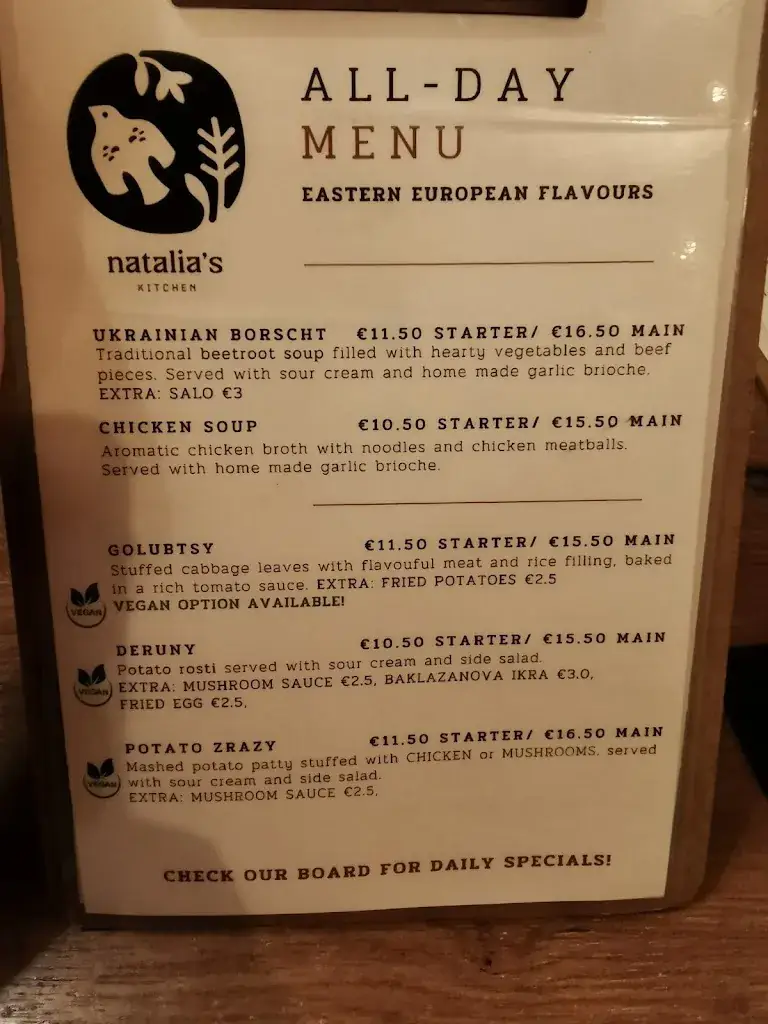 ALL-DAY
MENU
EASTERN EUROPEAN FLAVOURS
natalia's
KITCHEN
UKRAINIAN BORSCHT €11.50 STARTER/ €16.50 MAIN
Traditional beetroot soup filled with hearty vegetables and beef
pieces. Served with sour cream and home made garlic brioche.
EXTRA: SALO €3
CHICKEN SOUP €10.50 STARTER/ €15.50 MAIN
Aromatic chicken broth with noodles and chicken meatballs.
Served with home made garlic brioche.
GOLUBTSY €11.50 STARTER/ €15.50 MAIN
Stuffed cabbage leaves with flavouful meat and rice filling, baked
in a rich tomato sauce. EXTRA: FRIED POTATOES €2.5
VEGAN VEGAN OPTION AVAILABLE!
DERUNY €10.50 STARTER/ €15.50 MAIN
Potato rosti served with sour cream and side salad.
VEGAN EXTRA: MUSHROOM SAUCE €2.5, BAKLAZANOVA IKRA €3.0,
FRIED EGG €2.5,
POTATO ZRAZY €11.50 STARTER/ €16.50 MAIN
Mashed potato patty stuffed with CHICKEN or MUSHROOMS. served
VEGAN with sour cream and side salad.
EXTRA: MUSHROOM SAUCE €2.5,
CHECK OUR BOARD FOR DAILY SPECIALS!